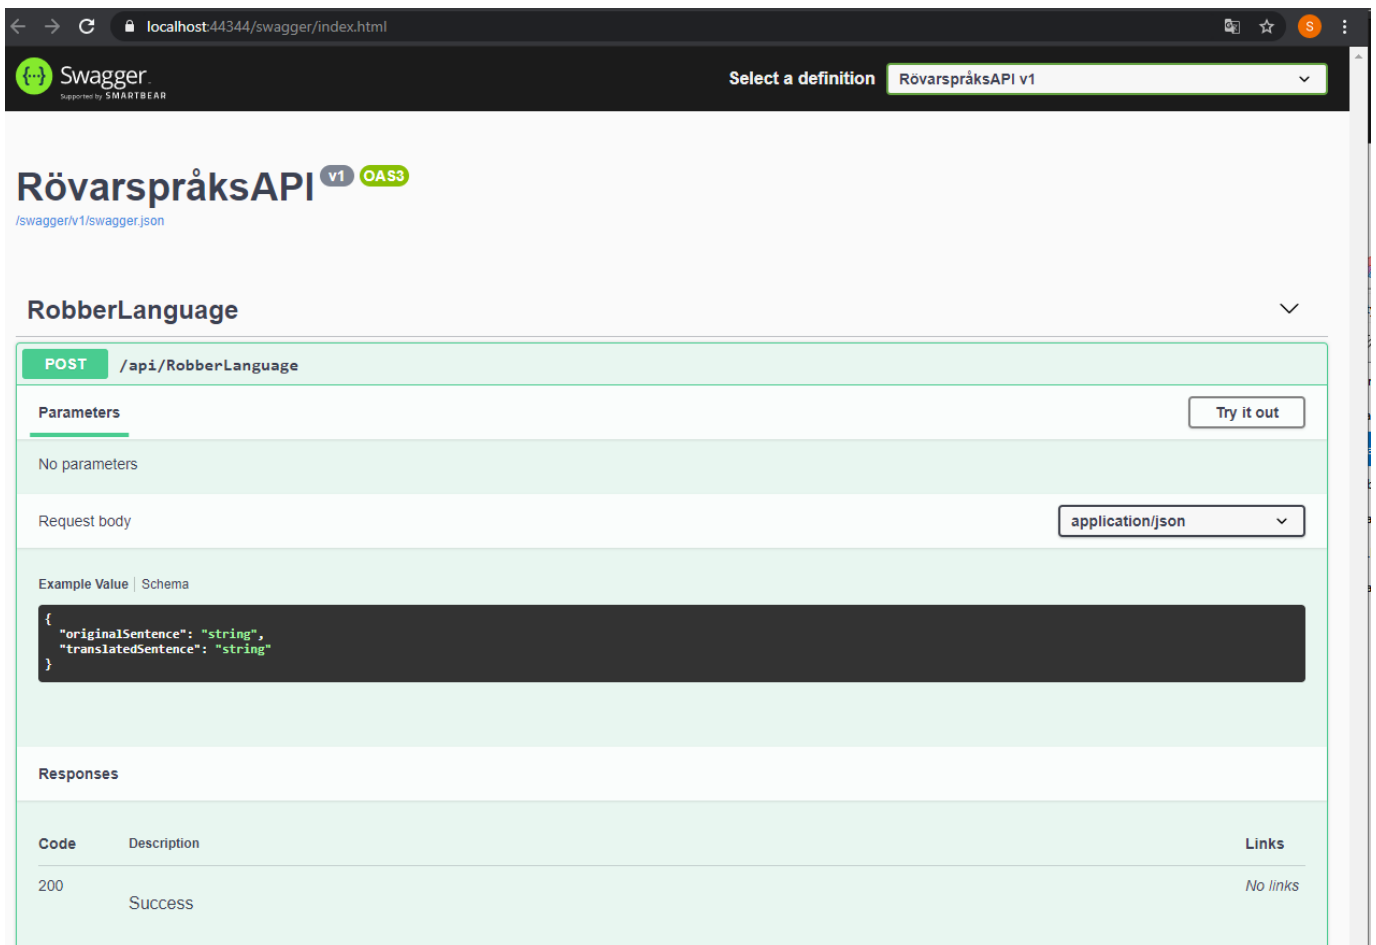 localhost:44344/swagger/index.html
S
{···} Swagger
Supported by SMARTBEAR
Select a definition
RövarspråksAPI v1
RövarspråksAPI v1 OAS3
/swagger/v1/swagger.json
RobberLanguage
POST /api/RobberLanguage
Parameters
Try it out
No parameters
Request body
application/json
Example Value | Schema
{
"originalSentence": "string",
"translatedSentence": "string"
}
Responses
Code Description Links
200 No links
Success